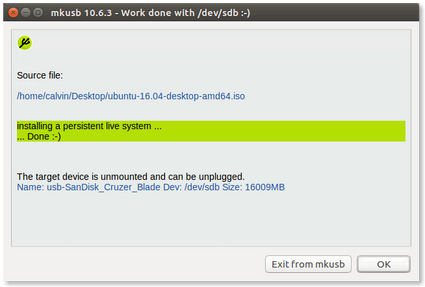 mkusb 10.6.3 - Work done with /dev/sdb :-)
Source file:
/home/calvin/Desktop/ubuntu-16.04-desktop-amd64.iso
installing a persistent live system ...
... Done :-)
The target device is unmounted and can be unplugged.
Name: usb-SanDisk_Cruzer_Blade Dev: /dev/sdb Size: 16009MB
Exit from mkusb
OK